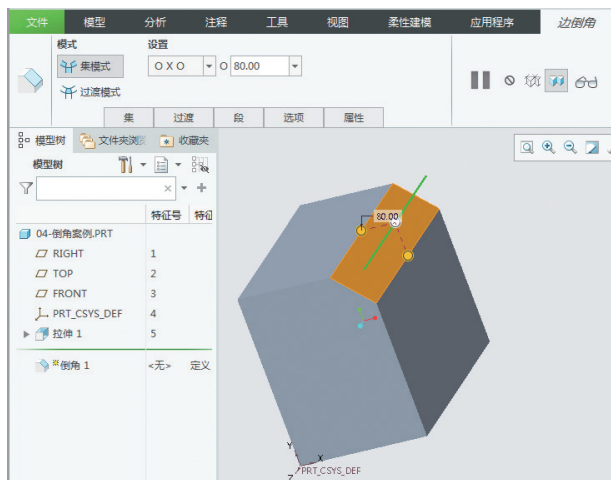 文件 模型 分析 注释 工具 视图 柔性建模 应用程序 边倒角
模式 设置
集模式 O X O O 80.00
过渡模式
集 过渡 段 选项 属性
模型树 文件夹浏 收藏夹
模型树
特征号 特征
04-倒角案例.PRT
RIGHT 1
TOP 2
FRONT 3
PRT_CSYS_DEF 4
拉伸 1 5
倒角 1 <无> 定义
80.00
Y
X
Z PRT_CSYS_DEF